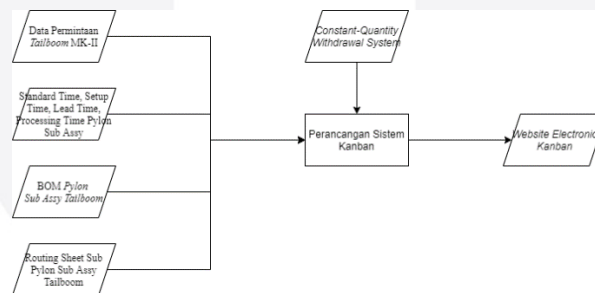 Data Permintaan
Tailboom MK-II
Standard Time, Setup
Time, Lead Time,
Processing Time Pylon
Sub Assy
BOM Pylon
Sub Assy Tailboom
Routing Sheet Sub
Pylon Sub Assy
Tailboom
Constant-Quantity
Withdrawal System
Perancangan Sistem
Kanban
Website Electronic
Kanban